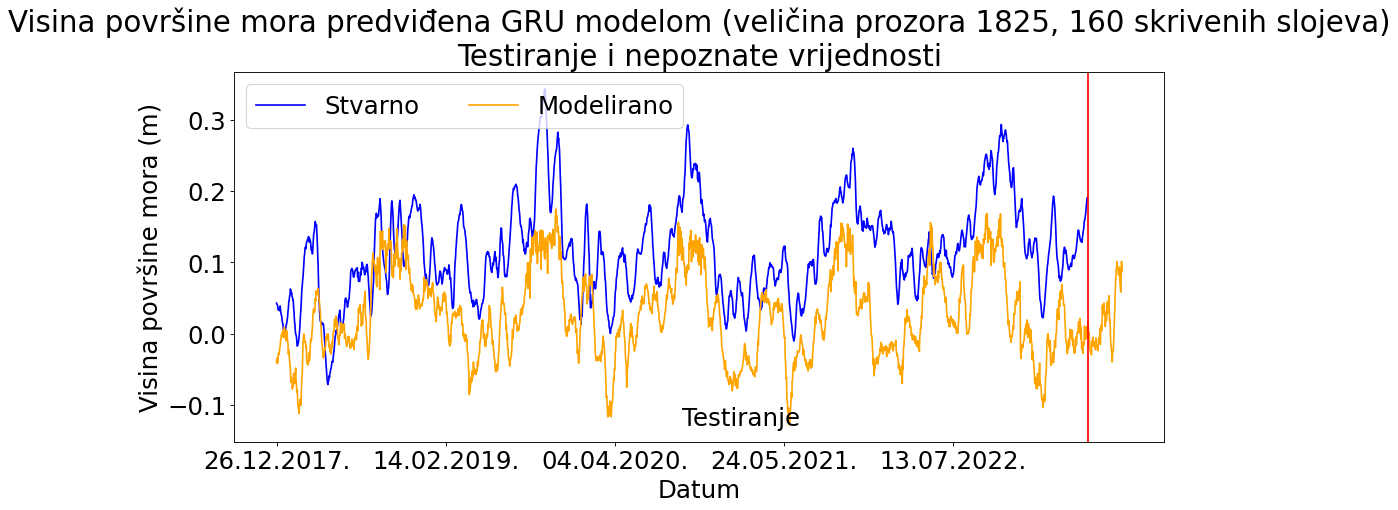 Visina površine mora predviđena GRU modelom (veličina prozora 1825, 160 skrivenih slojeva)
Testiranje i nepoznate vrijednosti
Stvarno
Modelirano
Visina površine mora (m)
0.3
0.2
0.1
0.0
−0.1
Testiranje
26.12.2017.
14.02.2019.
04.04.2020.
24.05.2021.
13.07.2022.
Datum